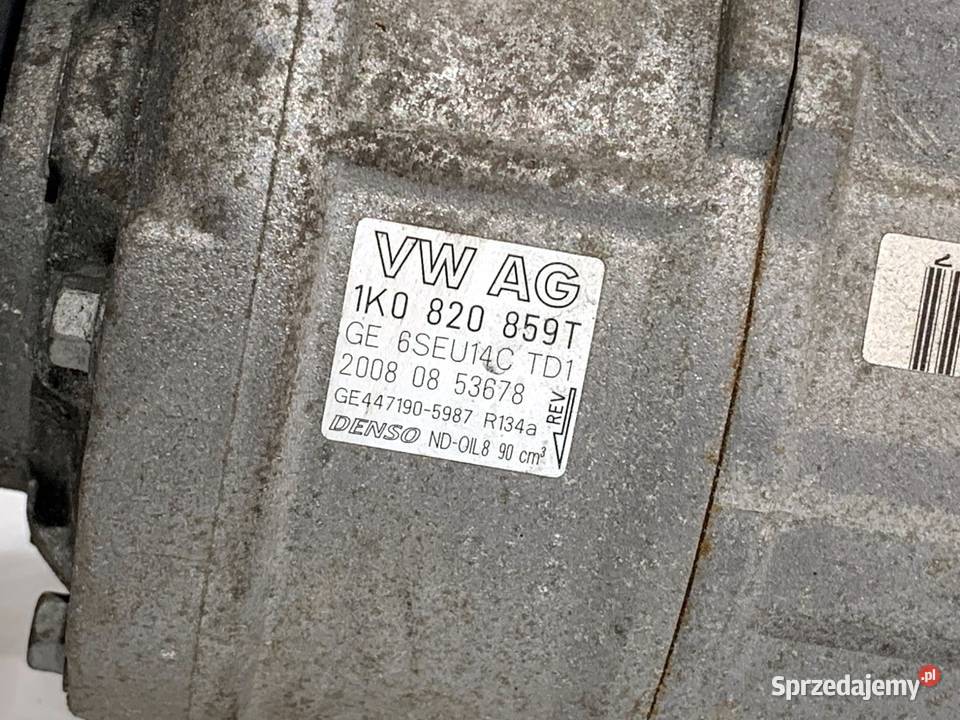 VW AG
1K0 820 859T
GE 6SEU14C TD1
2008 08 53678
GE447190-5987 R134a
DENSO ND-OIL8 90 cm³
REV
2
Sprzedajemy.pl